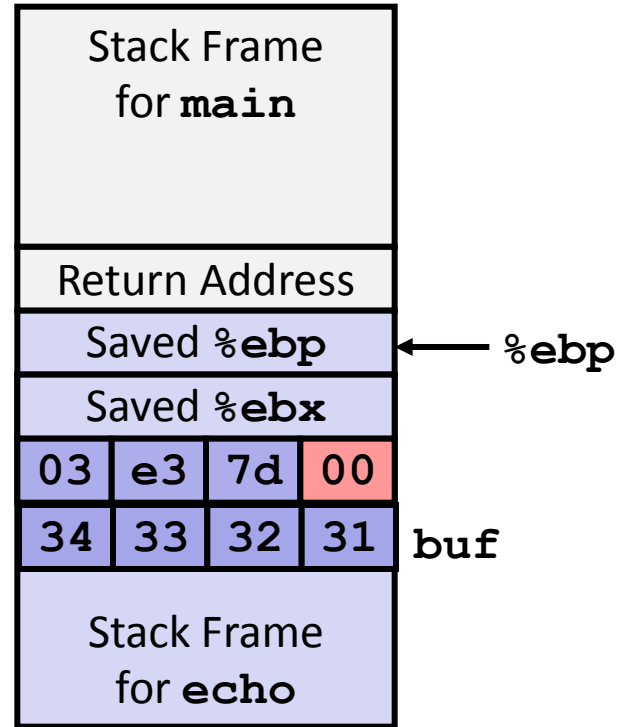 Stack Frame
for main
Return Address
Saved %ebp
%ebp
Saved %ebx
03 e3 7d 00
34 33 32 31 buf
Stack Frame
for echo